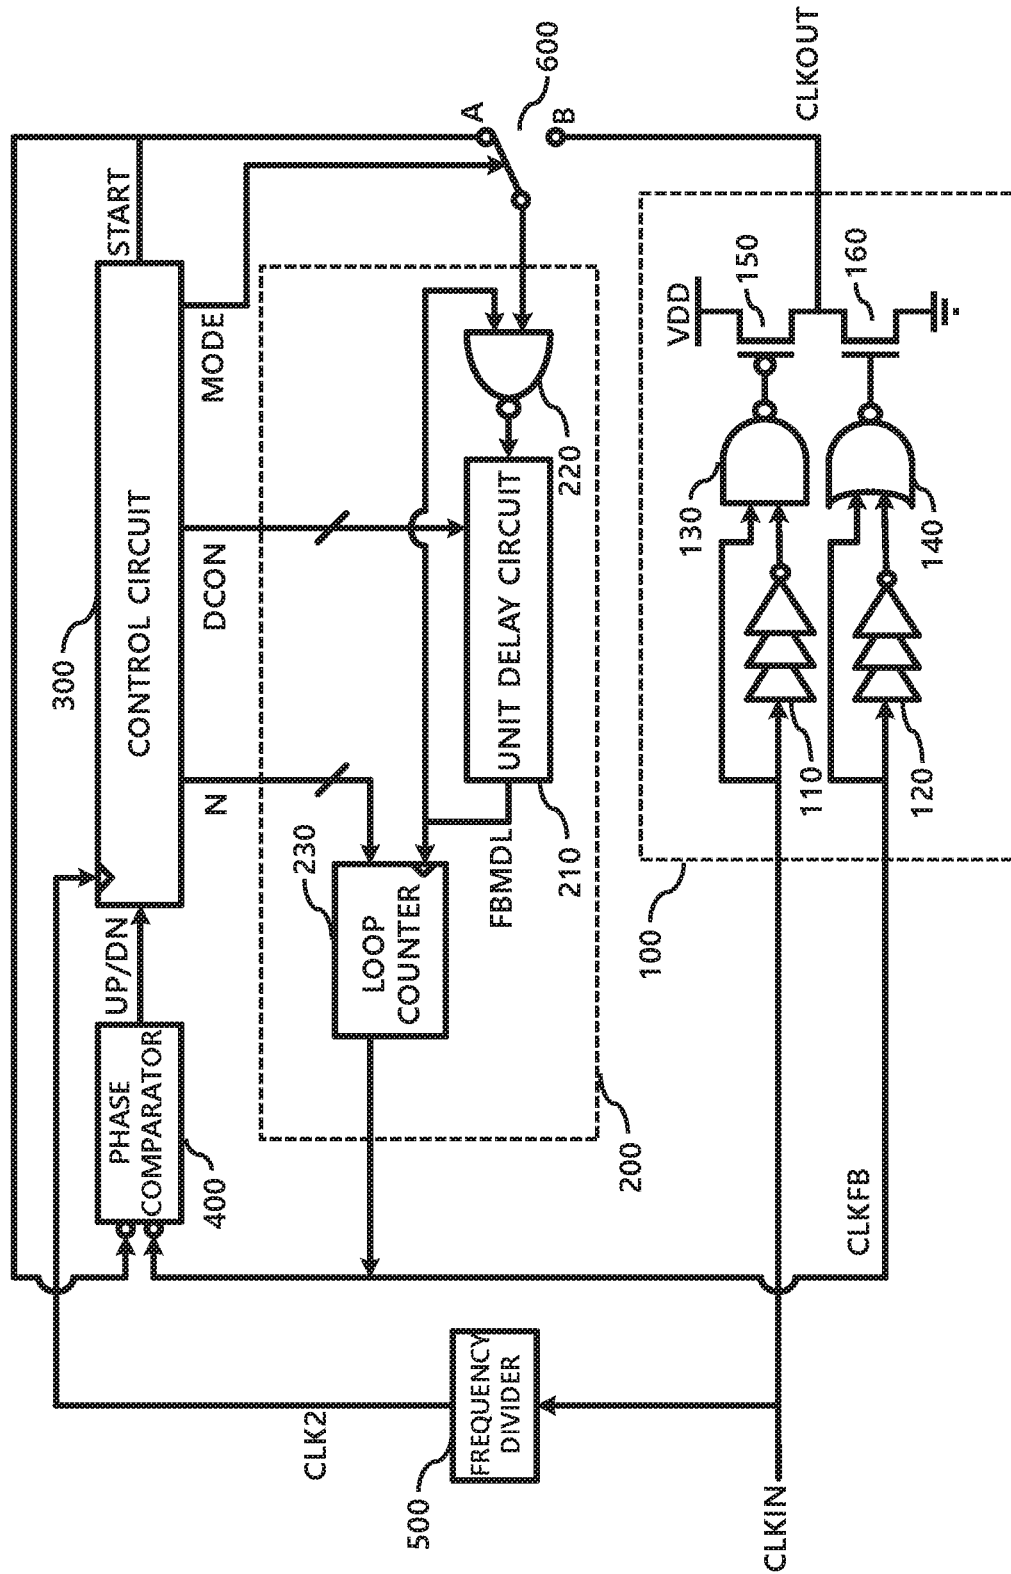 CLKIN
500
FREQUENCY
DIVIDER
CLK2
400
PHASE
COMPARATOR
UP/DN
300
CONTROL CIRCUIT
START
MODE
DCON
N
230
LOOP
COUNTER
FBMDL
210
UNIT DELAY CIRCUIT
220
200
A
B
600
CLKOUT
CLKFB
100
110
120
130
140
VDD
150
160